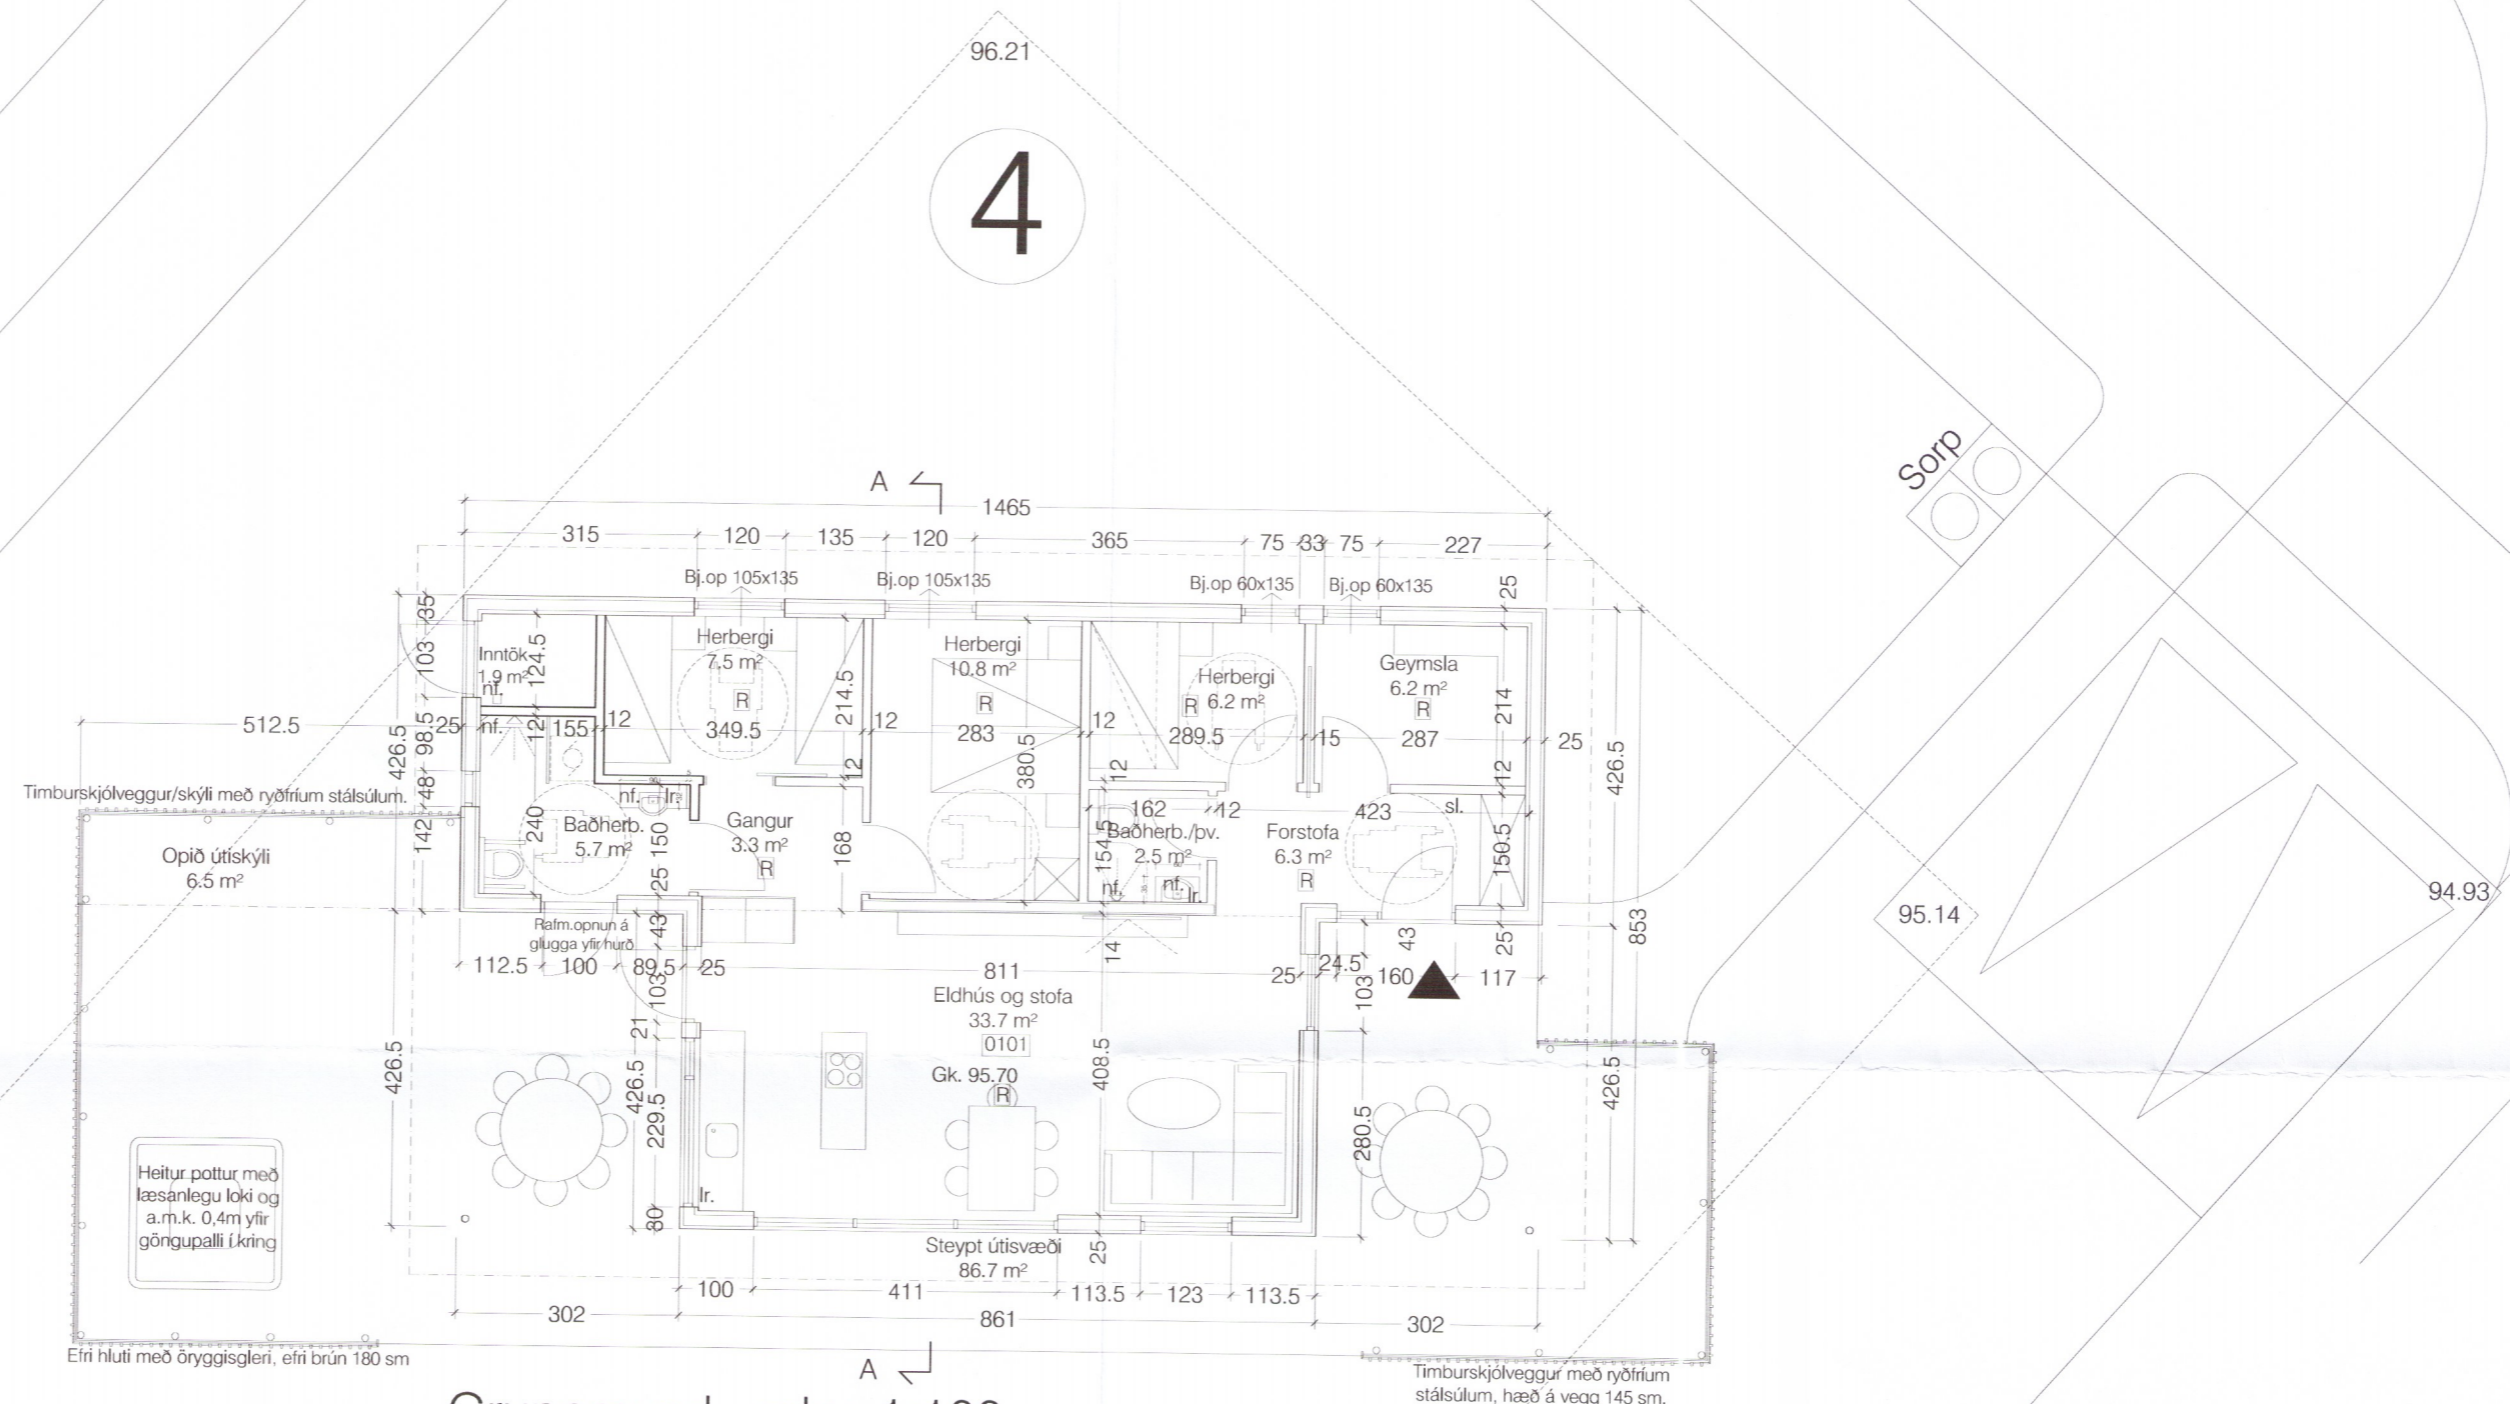 96.21
4
Sorp
A
1465
315 120 135 120 365 75 33 75 227
Bj.op 105x135
Bj.op 105x135
Bj.op 60x135
Bj.op 60x135
25
35
103
98.5
48
142
426.5
426.5
Inntök
1.9 m²
nf.
124.5
Herbergi
7.5 m²
R
Herbergi
10.8 m²
R
Herbergi
6.2 m²
R
Geymsla
6.2 m²
R
214.5
214
512.5
25
nf.
12
155
12
349.5
12
283
12
289.5
15
287
25
12
380.5
12
12
426.5
853
426.5
Timburskjólveggur/skýli með ryðfríum stálsúlum.
Opið útiskýli
6.5 m²
240
nf.
lr.
Baðherb.
5.7 m²
150
25
Gangur
3.3 m²
R
168
162
12
423
sl.
Baðherb./þv.
2.5 m²
154.5
nf.
nf.
lr.
Forstofa
6.3 m²
R
150.5
95.14
94.93
Rafm.opnun á
glugga yfir hurð
43
112.5 100 89.5 25
811
14
25
24.5
43
160
117
25
103
103
21
426.5
229.5
80
Eldhús og stofa
33.7 m²
0101
Gk. 95.70
R
408.5
280.5
lr.
Heitur pottur með
læsanlegu loki og
a.m.k. 0,4m yfir
göngupalli í kring
Steypt útisvæði
86.7 m²
25
100 411 113.5 123 113.5
302 861 302
Efri hluti með öryggisgleri, efri brún 180 sm
A
Timburskjólveggur með ryðfríum
stálsúlum, hæð á vegg 145 sm.